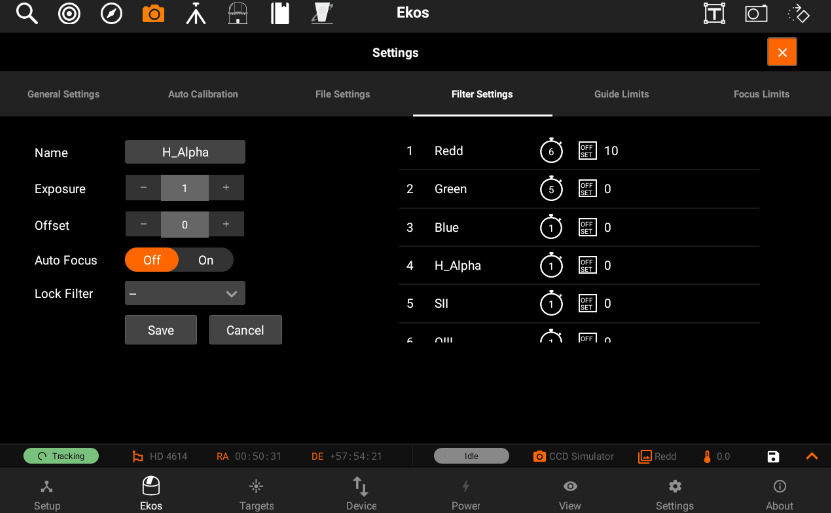 Ekos
T
Settings
×
General Settings
Auto Calibration
File Settings
Filter Settings
Guide Limits
Focus Limits
Name H_Alpha
Exposure − 1 +
Offset − 0 +
Auto Focus Off On
Lock Filter --
Save Cancel
1 Redd 6 OFF SET 10
2 Green 5 OFF SET 0
3 Blue 1 OFF SET 0
4 H_Alpha 1 OFF SET 0
5 SII 1 OFF SET 0
6 OIII 1 OFF 0
Tracking HD 4614 RA 00:50:31 DE +57:54:21 Idle CCD Simulator Redd 0.0
Setup Ekos Targets Device Power View Settings About